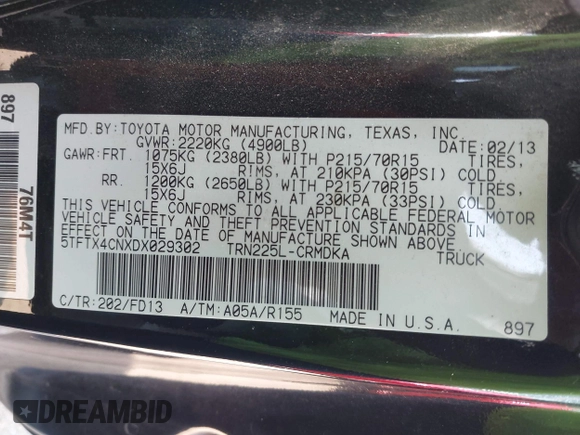 MFD.BY:TOYOTA MOTOR MANUFACTURING, TEXAS, INC.
GVWR:2220KG (4900LB) DATE:02/13
GAWR:FRT. 1075KG (2380LB) WITH P215/70R15 TIRES,
15X6J RIMS, AT 210KPA (30PSI) COLD.
RR. 1200KG (2650LB) WITH P215/70R15 TIRES,
15X6J RIMS, AT 230KPA (33PSI) COLD.
THIS VEHICLE CONFORMS TO ALL APPLICABLE FEDERAL MOTOR
VEHICLE SAFETY AND THEFT PREVENTION STANDARDS IN
EFFECT ON THE DATE OF MANUFACTURE SHOWN ABOVE.
5TFTX4CNXDX029302 TRN225L-CRMDKA TRUCK
C/TR:202/FD13 A/TM:A05A/R155 MADE IN U.S.A.
897
897
76M4T
DREAMBID